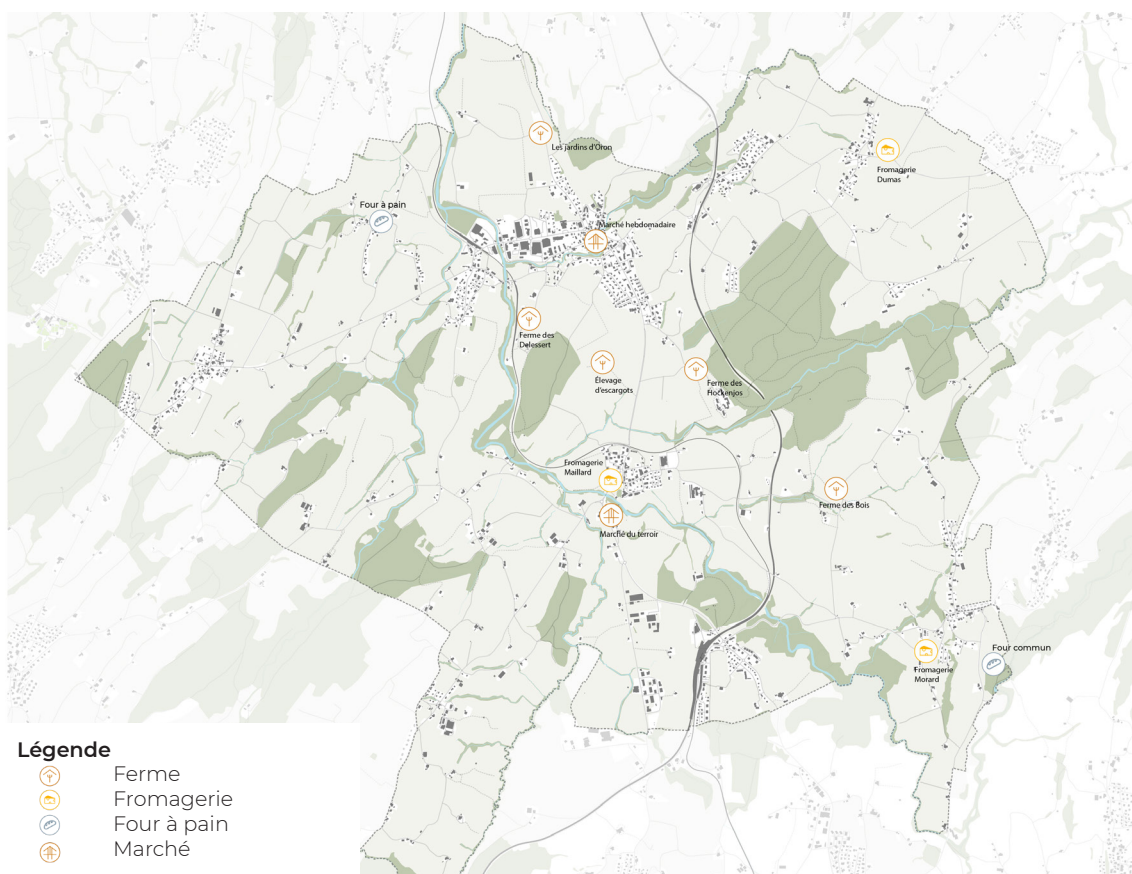 Les jardins d'Oron
Fromagerie
Dumas
Four à pain
Marché hebdomadaire
Ferme des
Delessert
Élevage
d'escargots
Ferme des
Hockenjos
Fromagerie
Maillard
Ferme des Bois
Marché du terroir
Four commun
Fromagerie
Morard
Légende
Ferme
Fromagerie
Four à pain
Marché